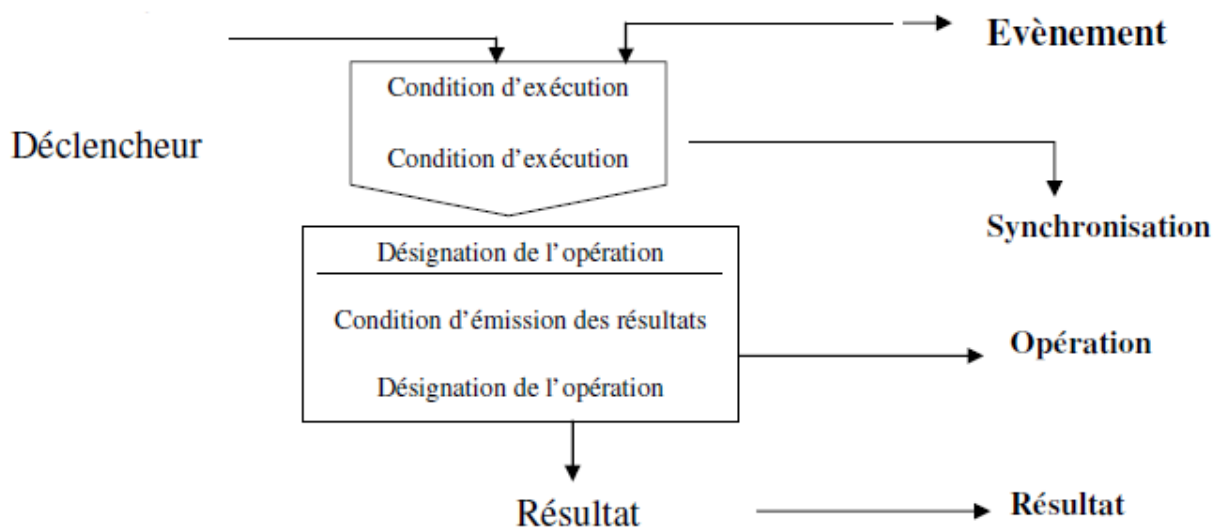 Evènement
Condition d'exécution
Déclencheur
Condition d'exécution
Synchronisation
Désignation de l'opération
Condition d'émission des résultats
Opération
Désignation de l'opération
Résultat
Résultat